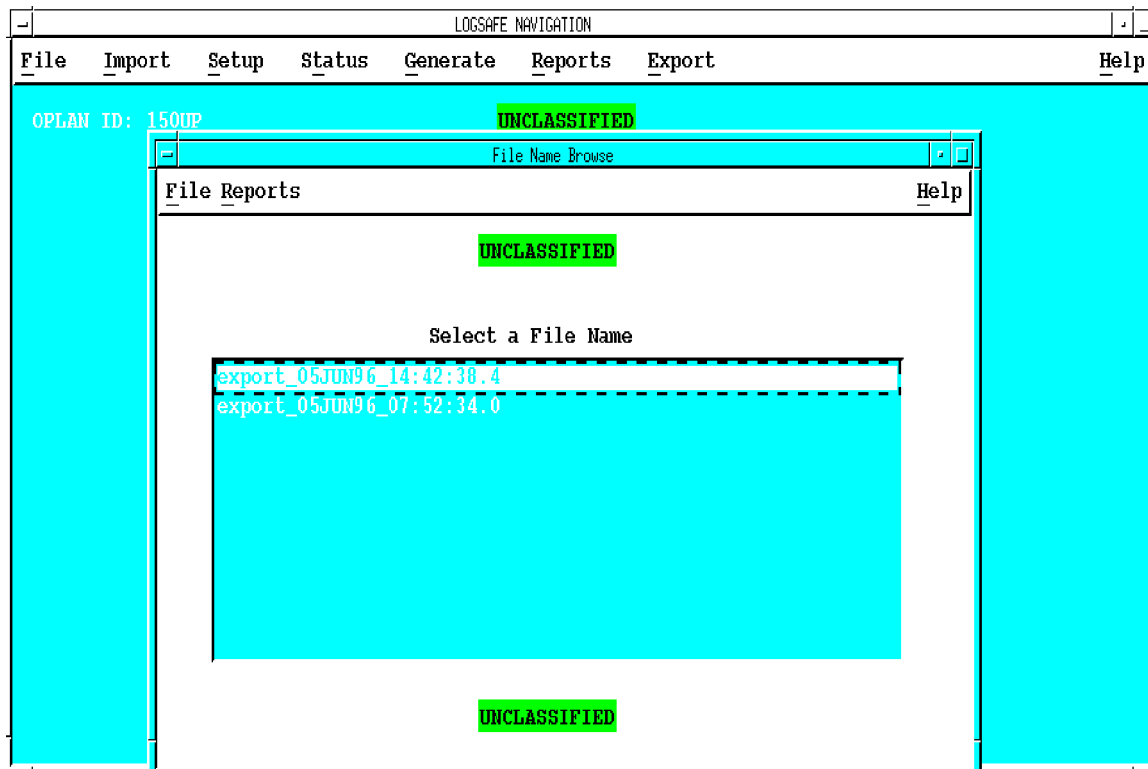 LOGSAFE NAVIGATION
File Import Setup Status Generate Reports Export Help
OPLAN ID: 150UP UNCLASSIFIED
File Name Browse
File Reports Help
UNCLASSIFIED
Select a File Name
export_05JUN96_14:42:38.4
export_05JUN96_07:52:34.0
UNCLASSIFIED